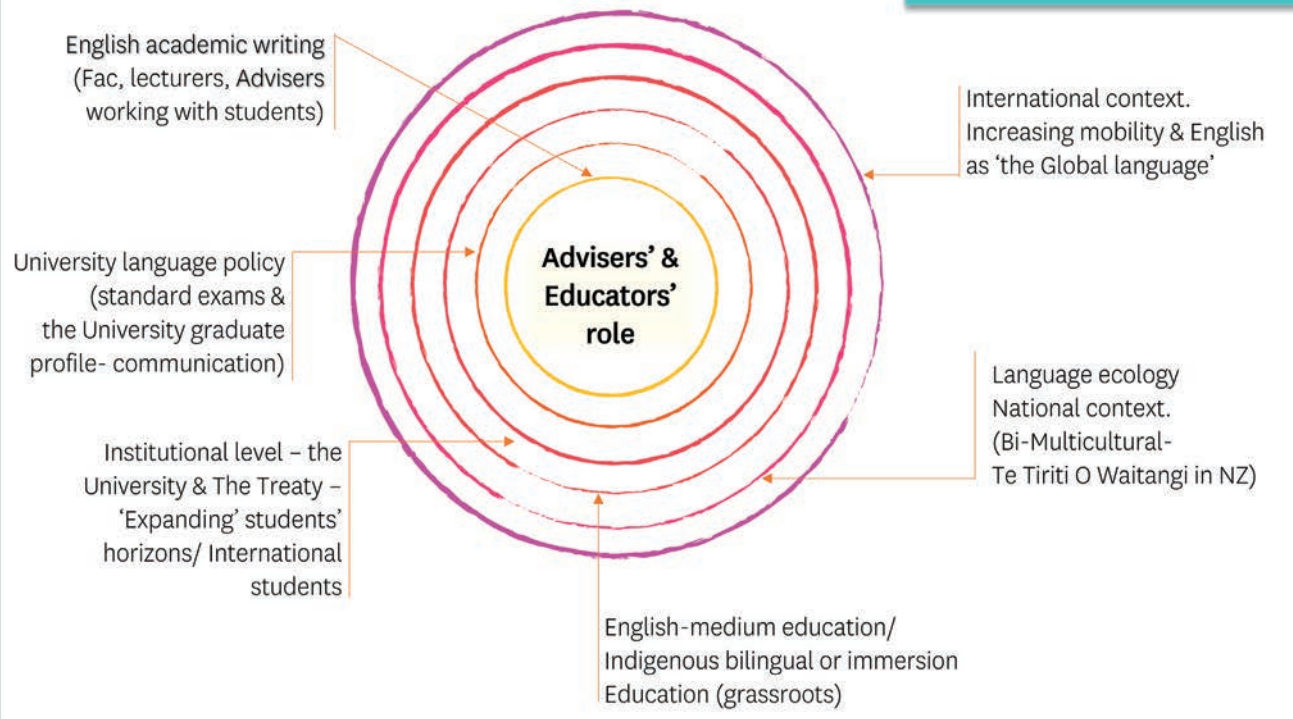 English academic writing
(Fac, lecturers, Advisers
working with students)
International context.
Increasing mobility & English
as ‘the Global language’
Advisers’ &
Educators’
role
University language policy
(standard exams &
the University graduate
profile- communication)
Language ecology
National context.
(Bi-Multicultural-
Te Tiriti O Waitangi in NZ)
Institutional level – the
University & The Treaty –
‘Expanding’ students’
horizons/ International
students
English-medium education/
Indigenous bilingual or immersion
Education (grassroots)